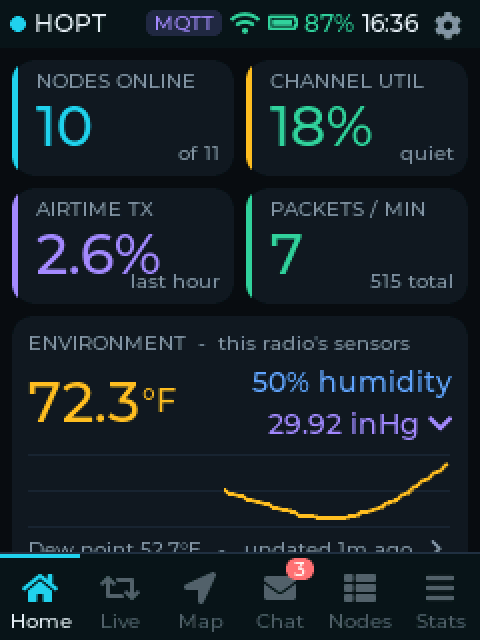 HOPT MQTT 87% 16:36
NODES ONLINE
10
of 11
CHANNEL UTIL
18%
quiet
AIRTIME TX
2.6%
last hour
PACKETS / MIN
7
515 total
ENVIRONMENT - this radio's sensors
72.3°F
50% humidity
29.92 inHg
Dew point 52.7°F - updated 1m ago
3
Home Live Map Chat Nodes Stats